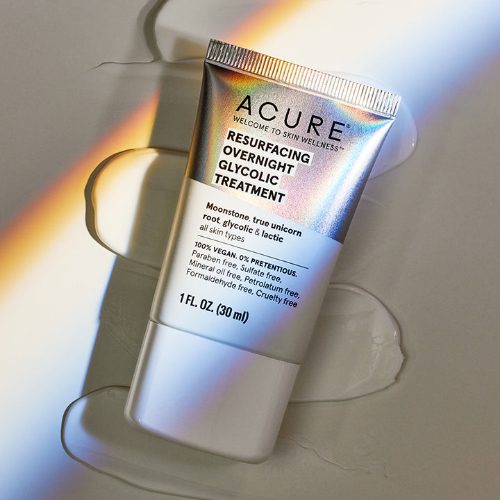 ACURE®
WELCOME TO SKIN WELLNESS™
RESURFACING
OVERNIGHT
GLYCOLIC
TREATMENT
Moonstone, true unicorn
root, glycolic & lactic
all skin types
100% VEGAN. 0% PRETENTIOUS.
Paraben free, Sulfate free,
Mineral oil free, Petrolatum free,
Formaldehyde free, Cruelty free
1 FL. OZ. (30 ml)